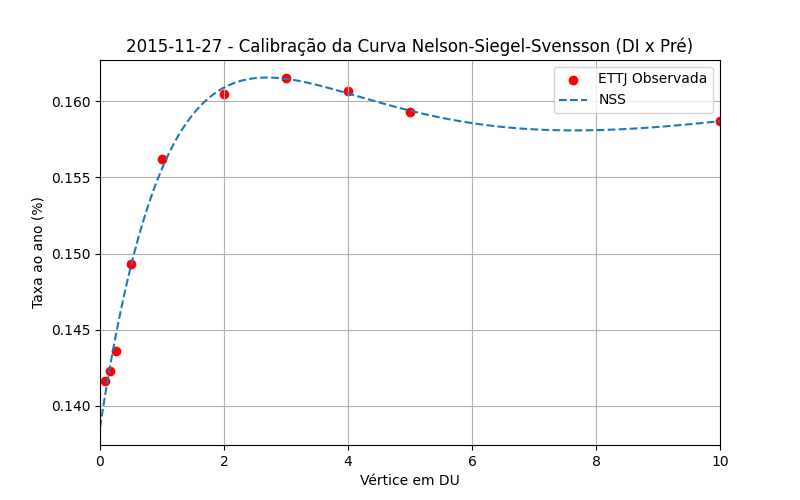 2015-11-27 - Calibração da Curva Nelson-Siegel-Svensson (DI x Pré)
ETTJ Observada
NSS
Taxa ao ano (%)
0.160
0.155
0.150
0.145
0.140
0 2 4 6 8 10
Vértice em DU